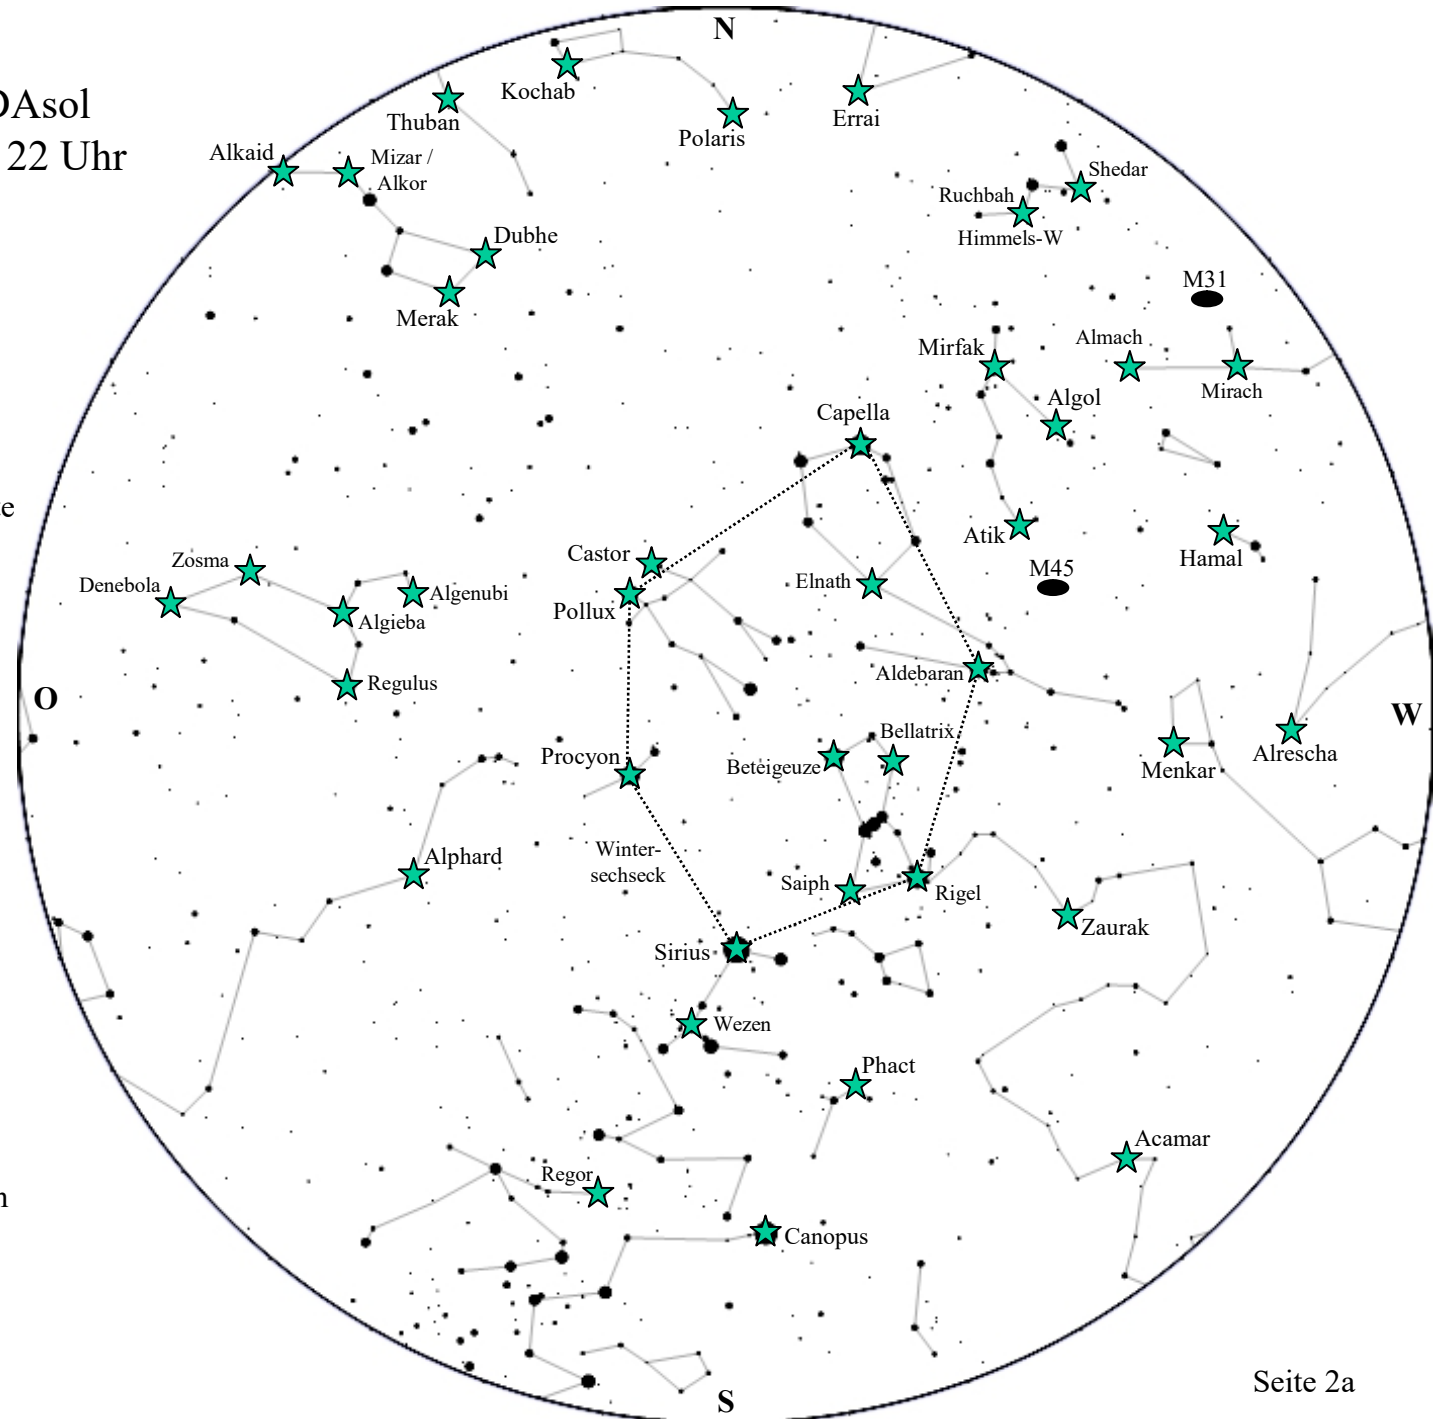 N
DAsol
22 Uhr
Kochab
Thuban
Polaris
Errai
Alkaid
Mizar /
Alkor
Shedar
Ruchbah
Himmels-W
Dubhe
Merak
M31
Mirfak
Almach
Mirach
Algol
Capella
Atik
Hamal
M45
Castor
Pollux
Elnath
Zosma
Denebola
Algenubi
Algieba
Regulus
Aldebaran
O
W
Procyon
Beteigeuze
Bellatrix
Menkar
Alrescha
Winter-
sechseck
Alphard
Saiph
Rigel
Zaurak
Sirius
Wezen
Phact
Acamar
Regor
Canopus
S
Seite 2a